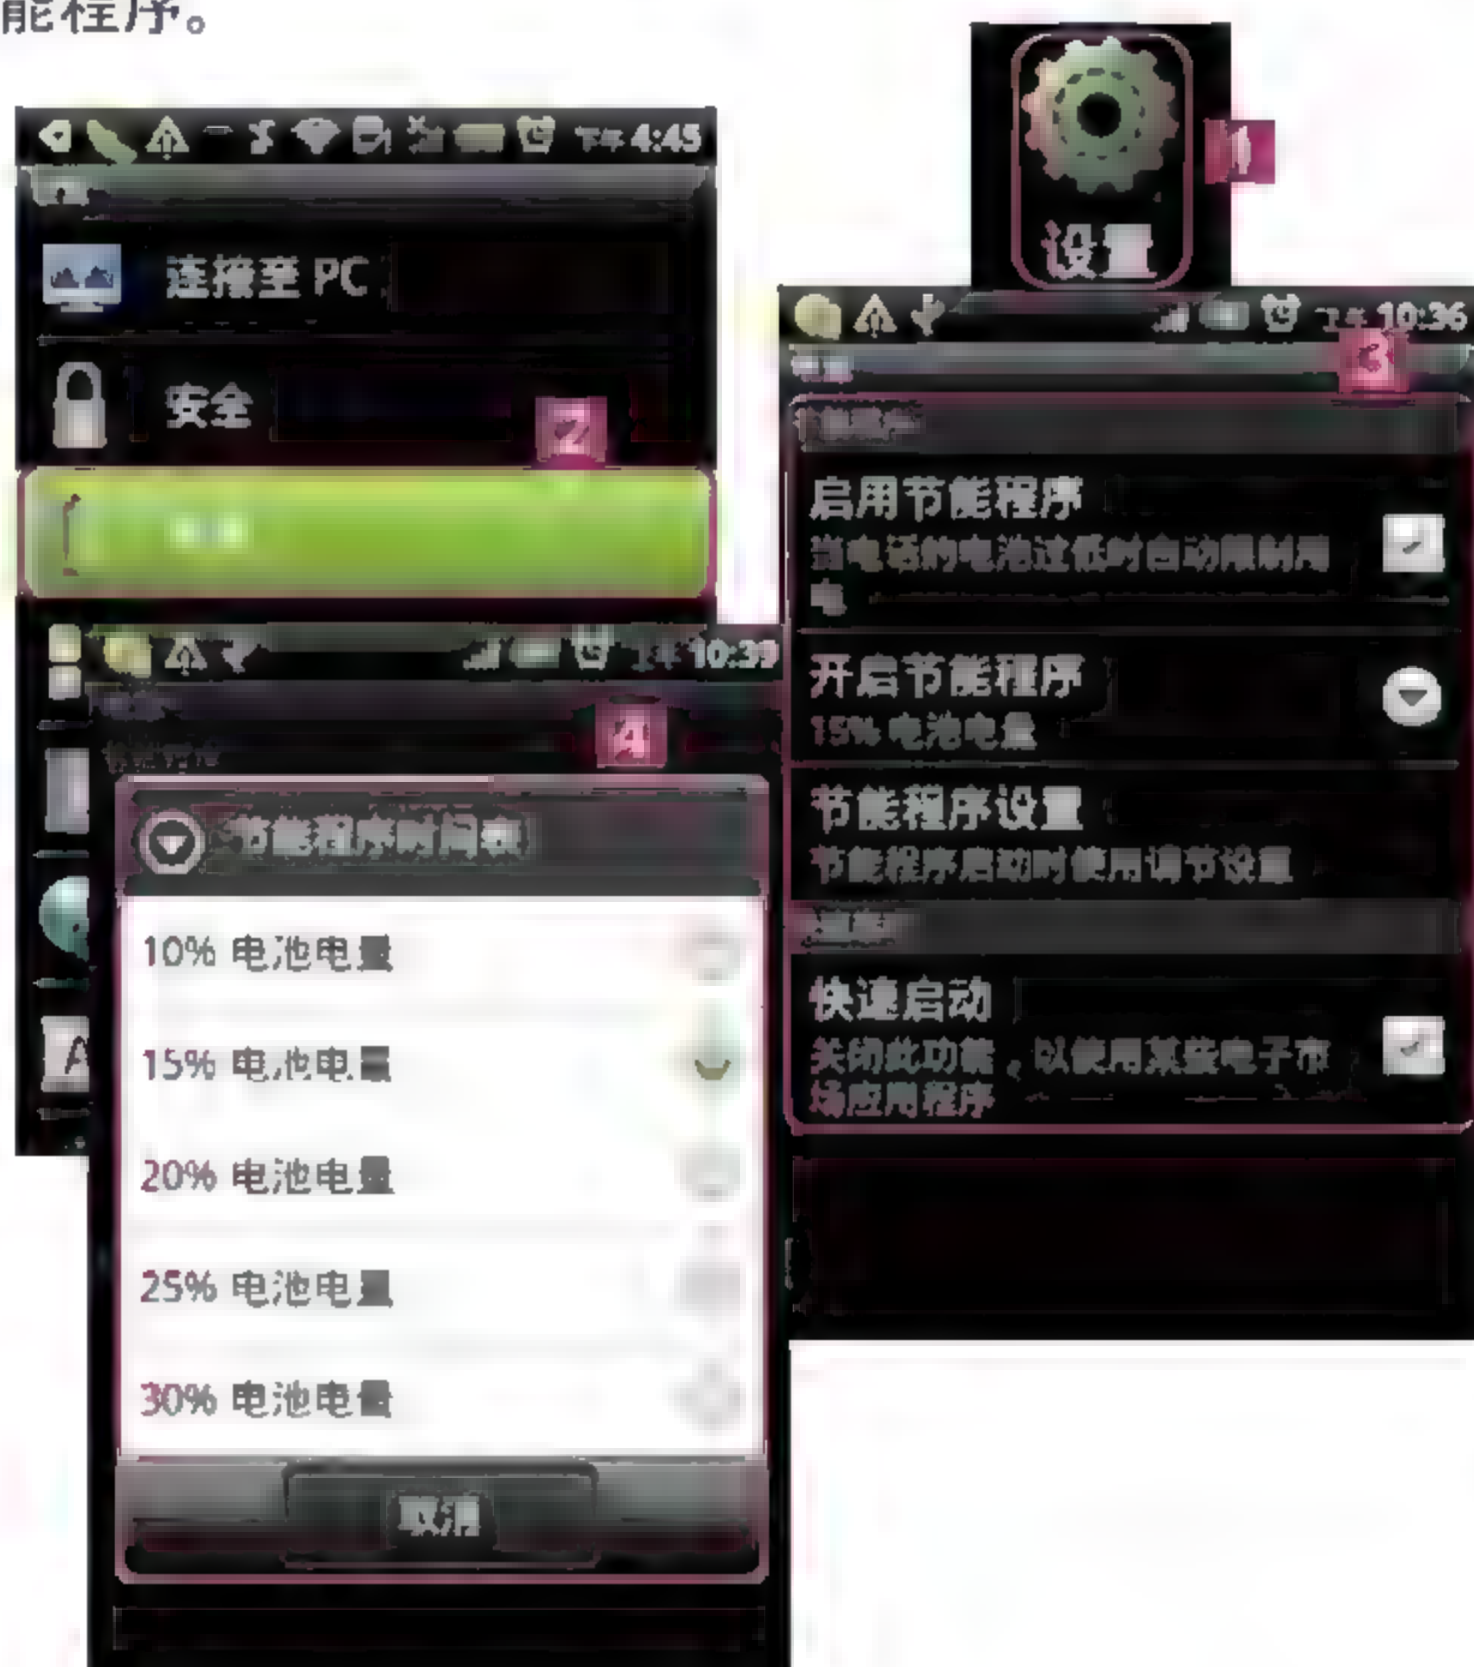 能程序。
设置
下午 4:45
连接至 PC
安全
2
10:36
3
启用节能程序
当电话的电池过低时自动限制用
电
开启节能程序
15% 电池电量
节能程序设置
节能程序启动时使用调节设置
快速启动
关闭此功能，以使用某些电子市
场应用程序
10:39
4
节能程序时间表
10% 电池电量
15% 电池电量
20% 电池电量
25% 电池电量
30% 电池电量
取消